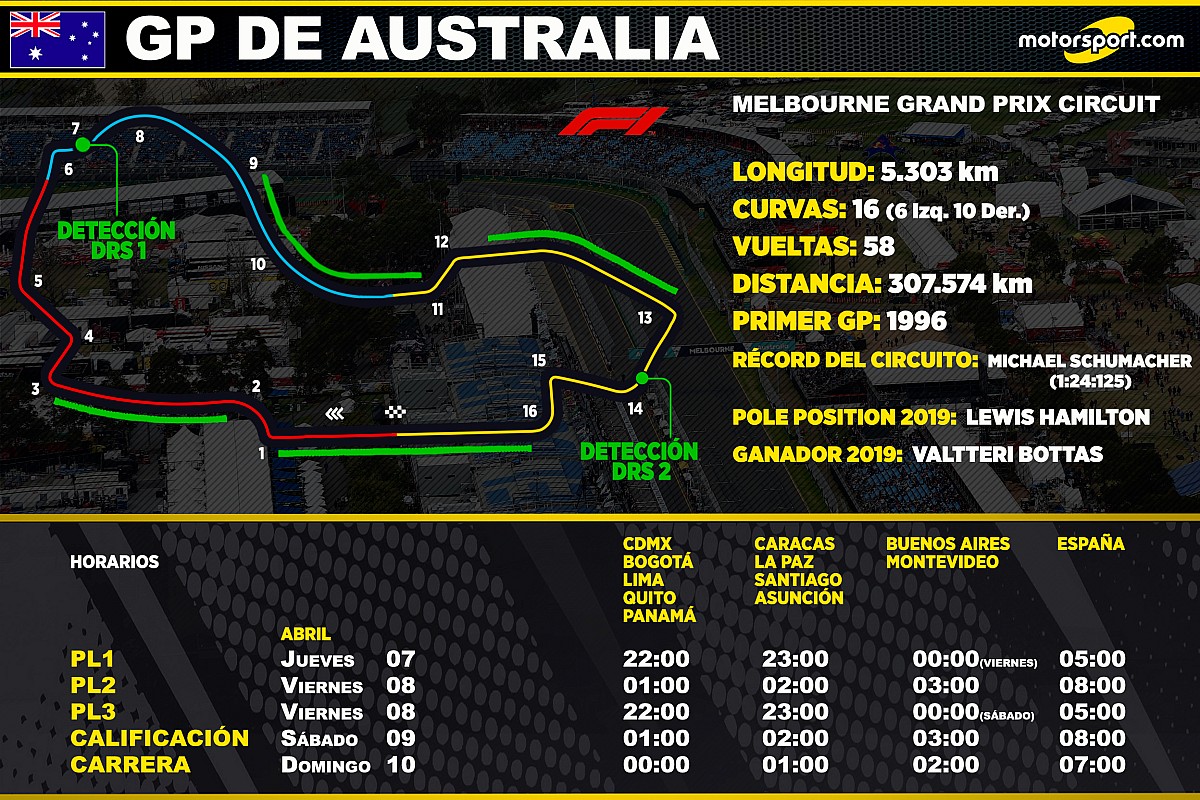 GP DE AUSTRALIA
motorsport.com
MELBOURNE GRAND PRIX CIRCUIT
LONGITUD: 5.303 km
CURVAS: 16 (6 Izq. 10 Der.)
VUELTAS: 58
DISTANCIA: 307.574 km
PRIMER GP: 1996
RÉCORD DEL CIRCUITO: MICHAEL SCHUMACHER
(1:24:125)
POLE POSITION 2019: LEWIS HAMILTON
GANADOR 2019: VALTTERI BOTTAS
F1
7
8
6
9
DETECCIÓN
DRS 1
12
10
5
11
13
4
MELBOURNE
15
3
2
14
16
1
DETECCIÓN
DRS 2
HORARIOS
CDMX
BOGOTÁ
LIMA
QUITO
PANAMÁ
CARACAS
LA PAZ
SANTIAGO
ASUNCIÓN
BUENOS AIRES
MONTEVIDEO
ESPAÑA
ABRIL
PL1 JUEVES 07 22:00 23:00 00:00(VIERNES) 05:00
PL2 VIERNES 08 01:00 02:00 03:00 08:00
PL3 VIERNES 08 22:00 23:00 00:00(SÁBADO) 05:00
CALIFICACIÓN SÁBADO 09 01:00 02:00 03:00 08:00
CARRERA DOMINGO 10 00:00 01:00 02:00 07:00